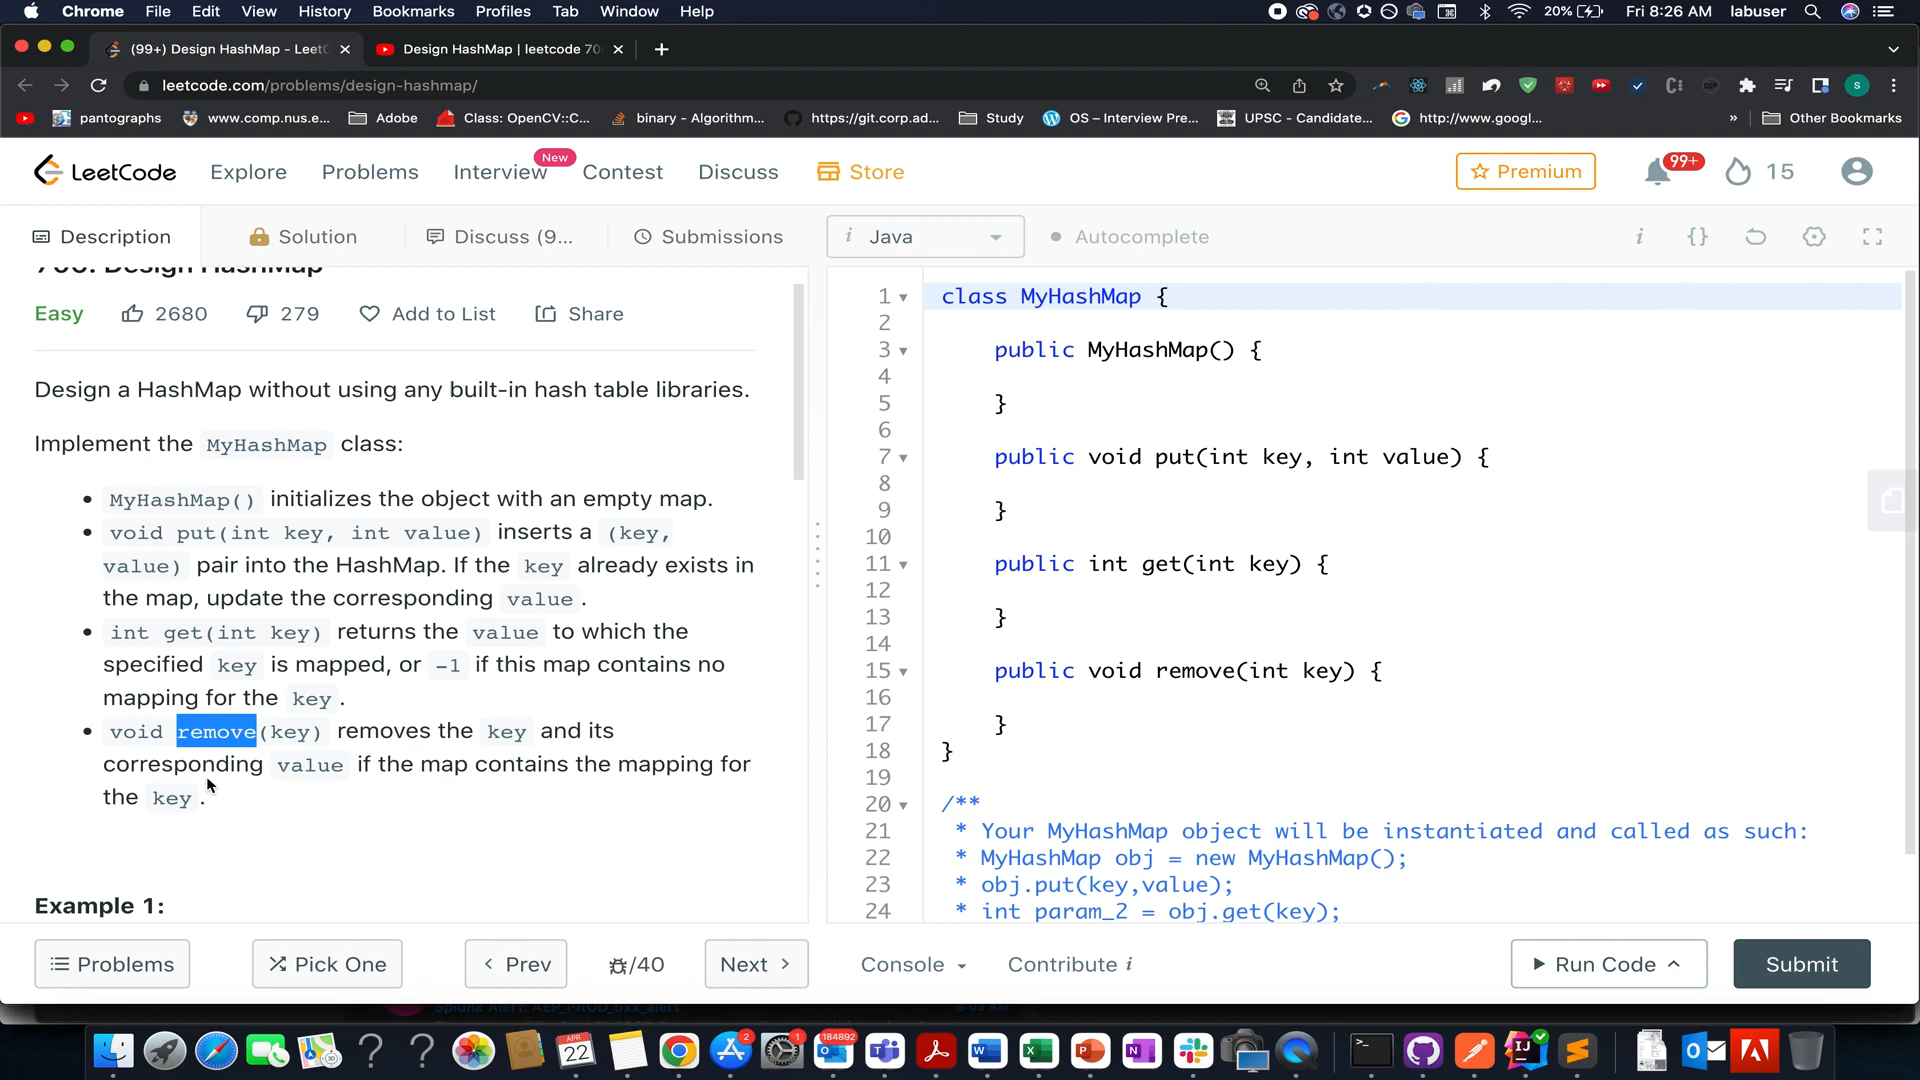 Chrome File Edit View History Bookmarks Profiles Tab Window Help 20% Fri 8:26 AM labuser
(99+) Design HashMap - LeetC Design HashMap | leetcode 70
leetcode.com/problems/design-hashmap/
pantographs www.comp.nus.e... Adobe Class: OpenCV::C... binary - Algorithm... https://git.corp.ad... Study OS – Interview Pre... UPSC - Candidate... http://www.googl... » Other Bookmarks
LeetCode Explore Problems Interview New Contest Discuss Store Premium 99+ 15
Description Solution Discuss (9... Submissions
i Java Autocomplete
706. Design HashMap
Easy 2680 279 Add to List Share
Design a HashMap without using any built-in hash table libraries.
Implement the MyHashMap class:
• MyHashMap() initializes the object with an empty map.
• void put(int key, int value) inserts a (key,
value) pair into the HashMap. If the key already exists in
the map, update the corresponding value.
• int get(int key) returns the value to which the
specified key is mapped, or -1 if this map contains no
mapping for the key.
• void remove(key) removes the key and its
corresponding value if the map contains the mapping for
the key.
Example 1:
1 class MyHashMap {
2
3 public MyHashMap() {
4
5 }
6
7 public void put(int key, int value) {
8
9 }
10
11 public int get(int key) {
12
13 }
14
15 public void remove(int key) {
16
17 }
18 }
19
20 /**
21 * Your MyHashMap object will be instantiated and called as such:
22 * MyHashMap obj = new MyHashMap();
23 * obj.put(key,value);
24 * int param_2 = obj.get(key);
Problems Pick One < Prev /40 Next > Console Contribute i Run Code Submit
Splunk Alert: AEP_PROD_5xx_alert
APR 22 2 1 184892